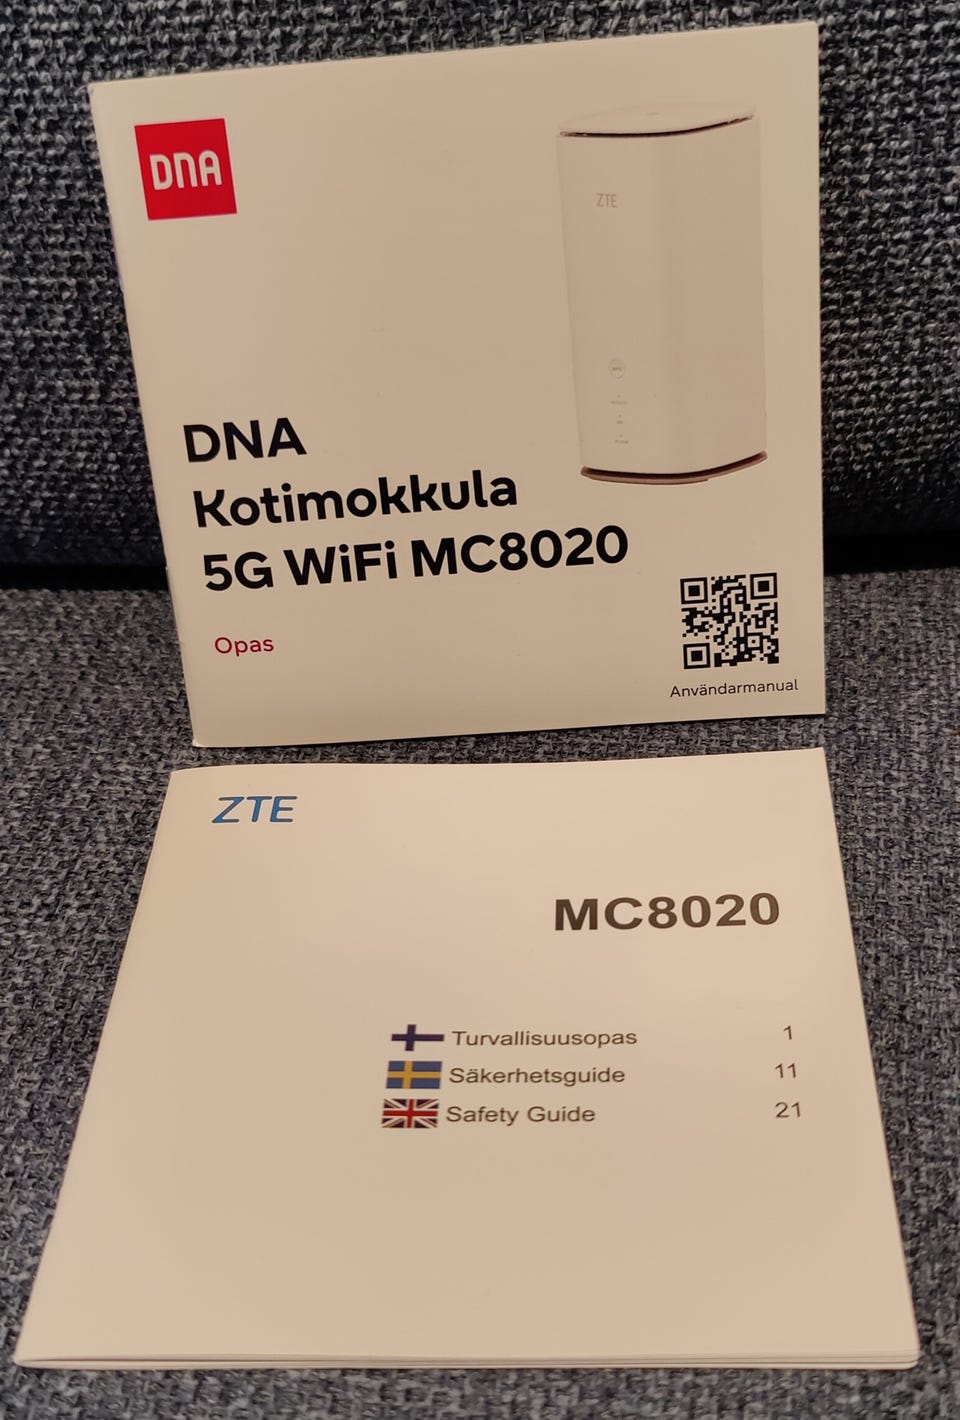 DNA
ZTE
DNA
Kotimokkula
5G WiFi MC8020
Opas
Användarmanual
ZTE
MC8020
Turvallisuusopas 1
Säkerhetsguide 11
Safety Guide 21